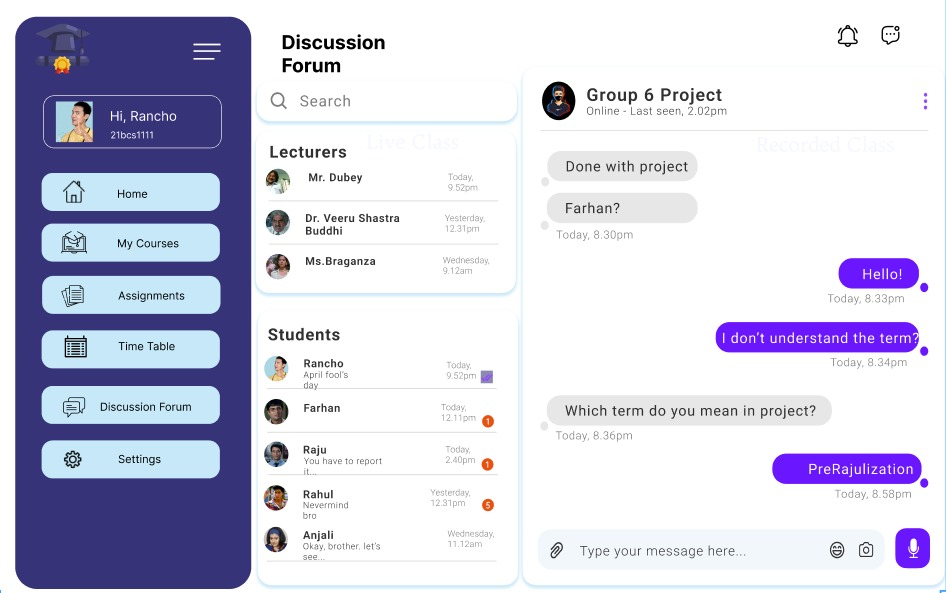 Hi, Rancho
21bcs1111
Home
My Courses
Assignments
Time Table
Discussion Forum
Settings
Discussion
Forum
Search
Live Class
Lecturers
Mr. Dubey
Today,
9.52pm
Dr. Veeru Shastra
Buddhi
Yesterday,
12.31pm
Ms.Braganza
Wednesday,
9.12am
Students
Rancho
April fool's
day
Today,
9.52pm
Farhan
Today,
12.11pm
1
Raju
You have to report
it...
Today,
2.40pm
1
Rahul
Nevermind
bro
Yesterday,
12.31pm
5
Anjali
Okay, brother. let's
see...
Wednesday,
11.12am
Group 6 Project
Online - Last seen, 2.02pm
Recorded Class
Done with project
Farhan?
Today, 8.30pm
Hello!
Today, 8.33pm
I don't understand the term?
Today, 8.34pm
Which term do you mean in project?
Today, 8.36pm
PreRajulization
Today, 8.58pm
Type your message here...